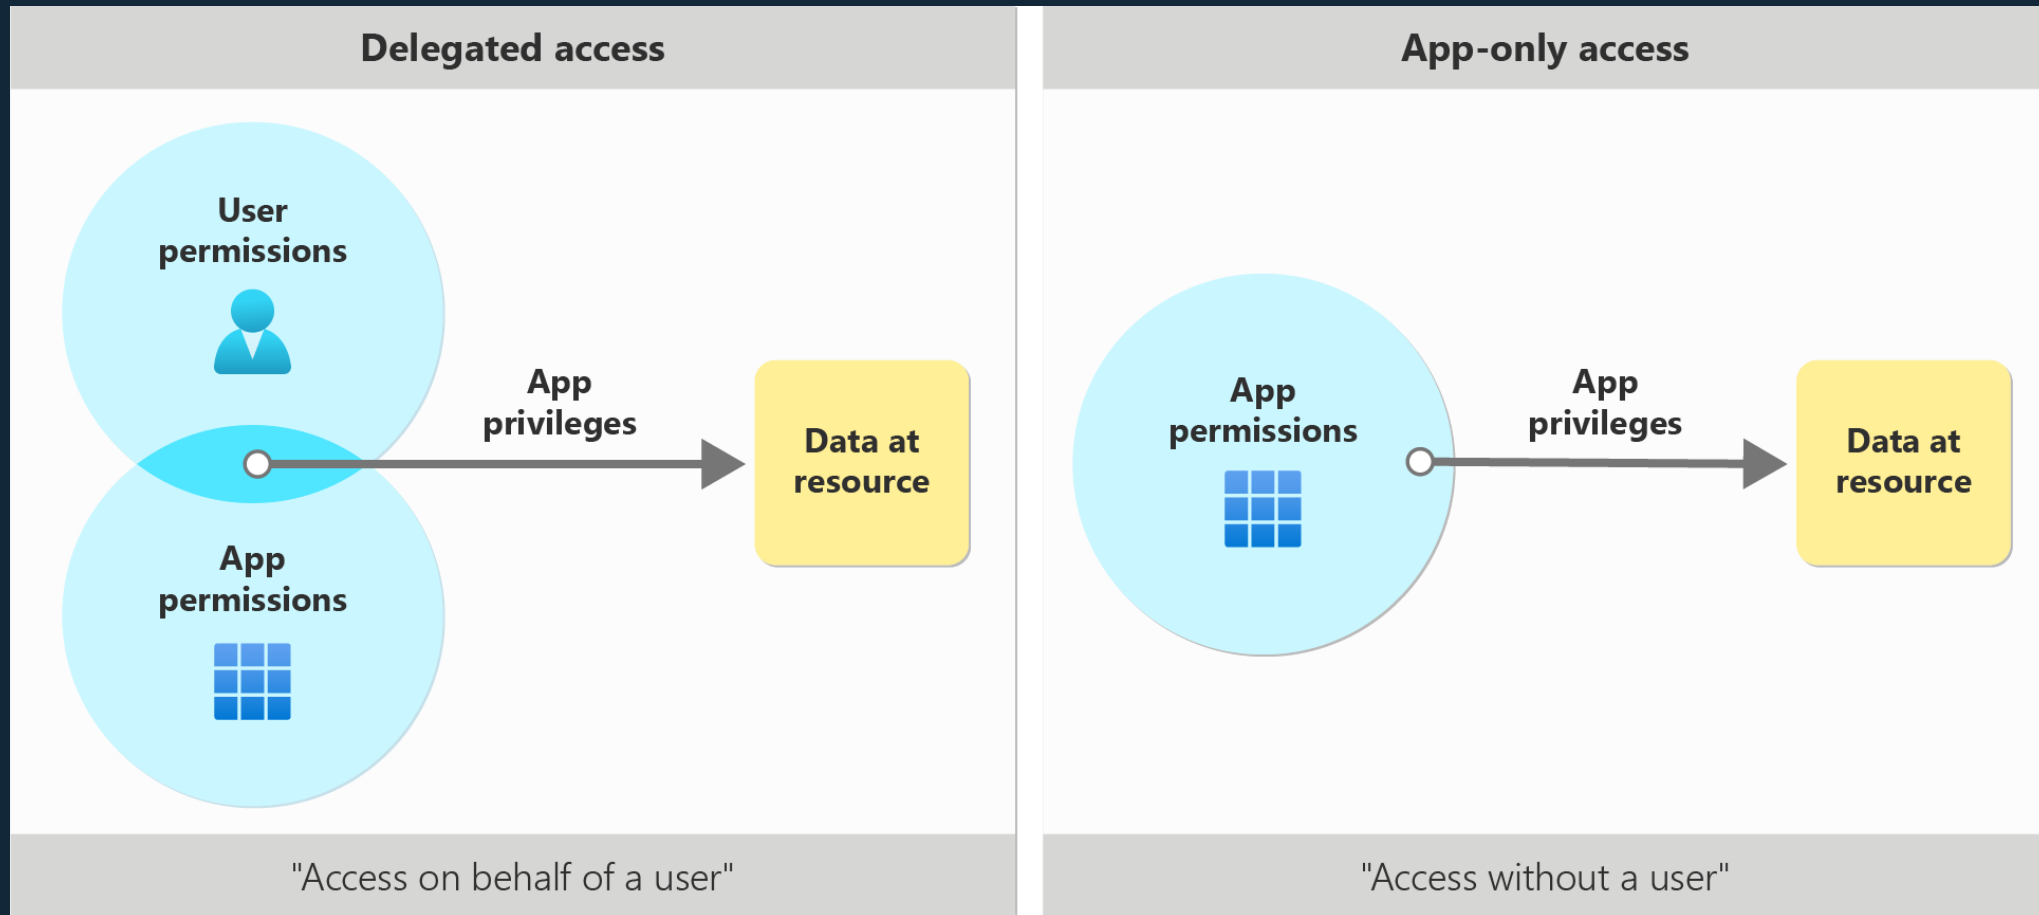 Delegated access
User
permissions
App
privileges
Data at
resource
App
permissions
"Access on behalf of a user"
App-only access
App
permissions
App
privileges
Data at
resource
"Access without a user"